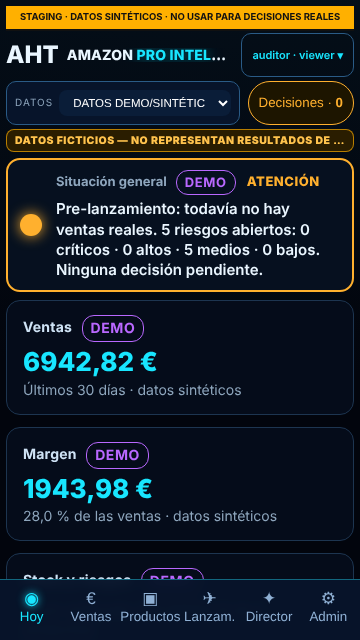 STAGING · DATOS SINTÉTICOS · NO USAR PARA DECISIONES REALES
AHT AMAZON PRO INTEL... auditor · viewer ▾
DATOS DATOS DEMO/SINTÉTIC Decisiones · 0
DATOS FICTICIOS — NO REPRESENTAN RESULTADOS DE ...
Situación general DEMO ATENCIÓN
Pre-lanzamiento: todavía no hay
ventas reales. 5 riesgos abiertos: 0
críticos · 0 altos · 5 medios · 0 bajos.
Ninguna decisión pendiente.
Ventas DEMO
6942,82 €
Últimos 30 días · datos sintéticos
Margen DEMO
1943,98 €
28,0 % de las ventas · datos sintéticos
Stock y riesgos DEMO
Hoy € Ventas Productos Lanzam. Director Admin